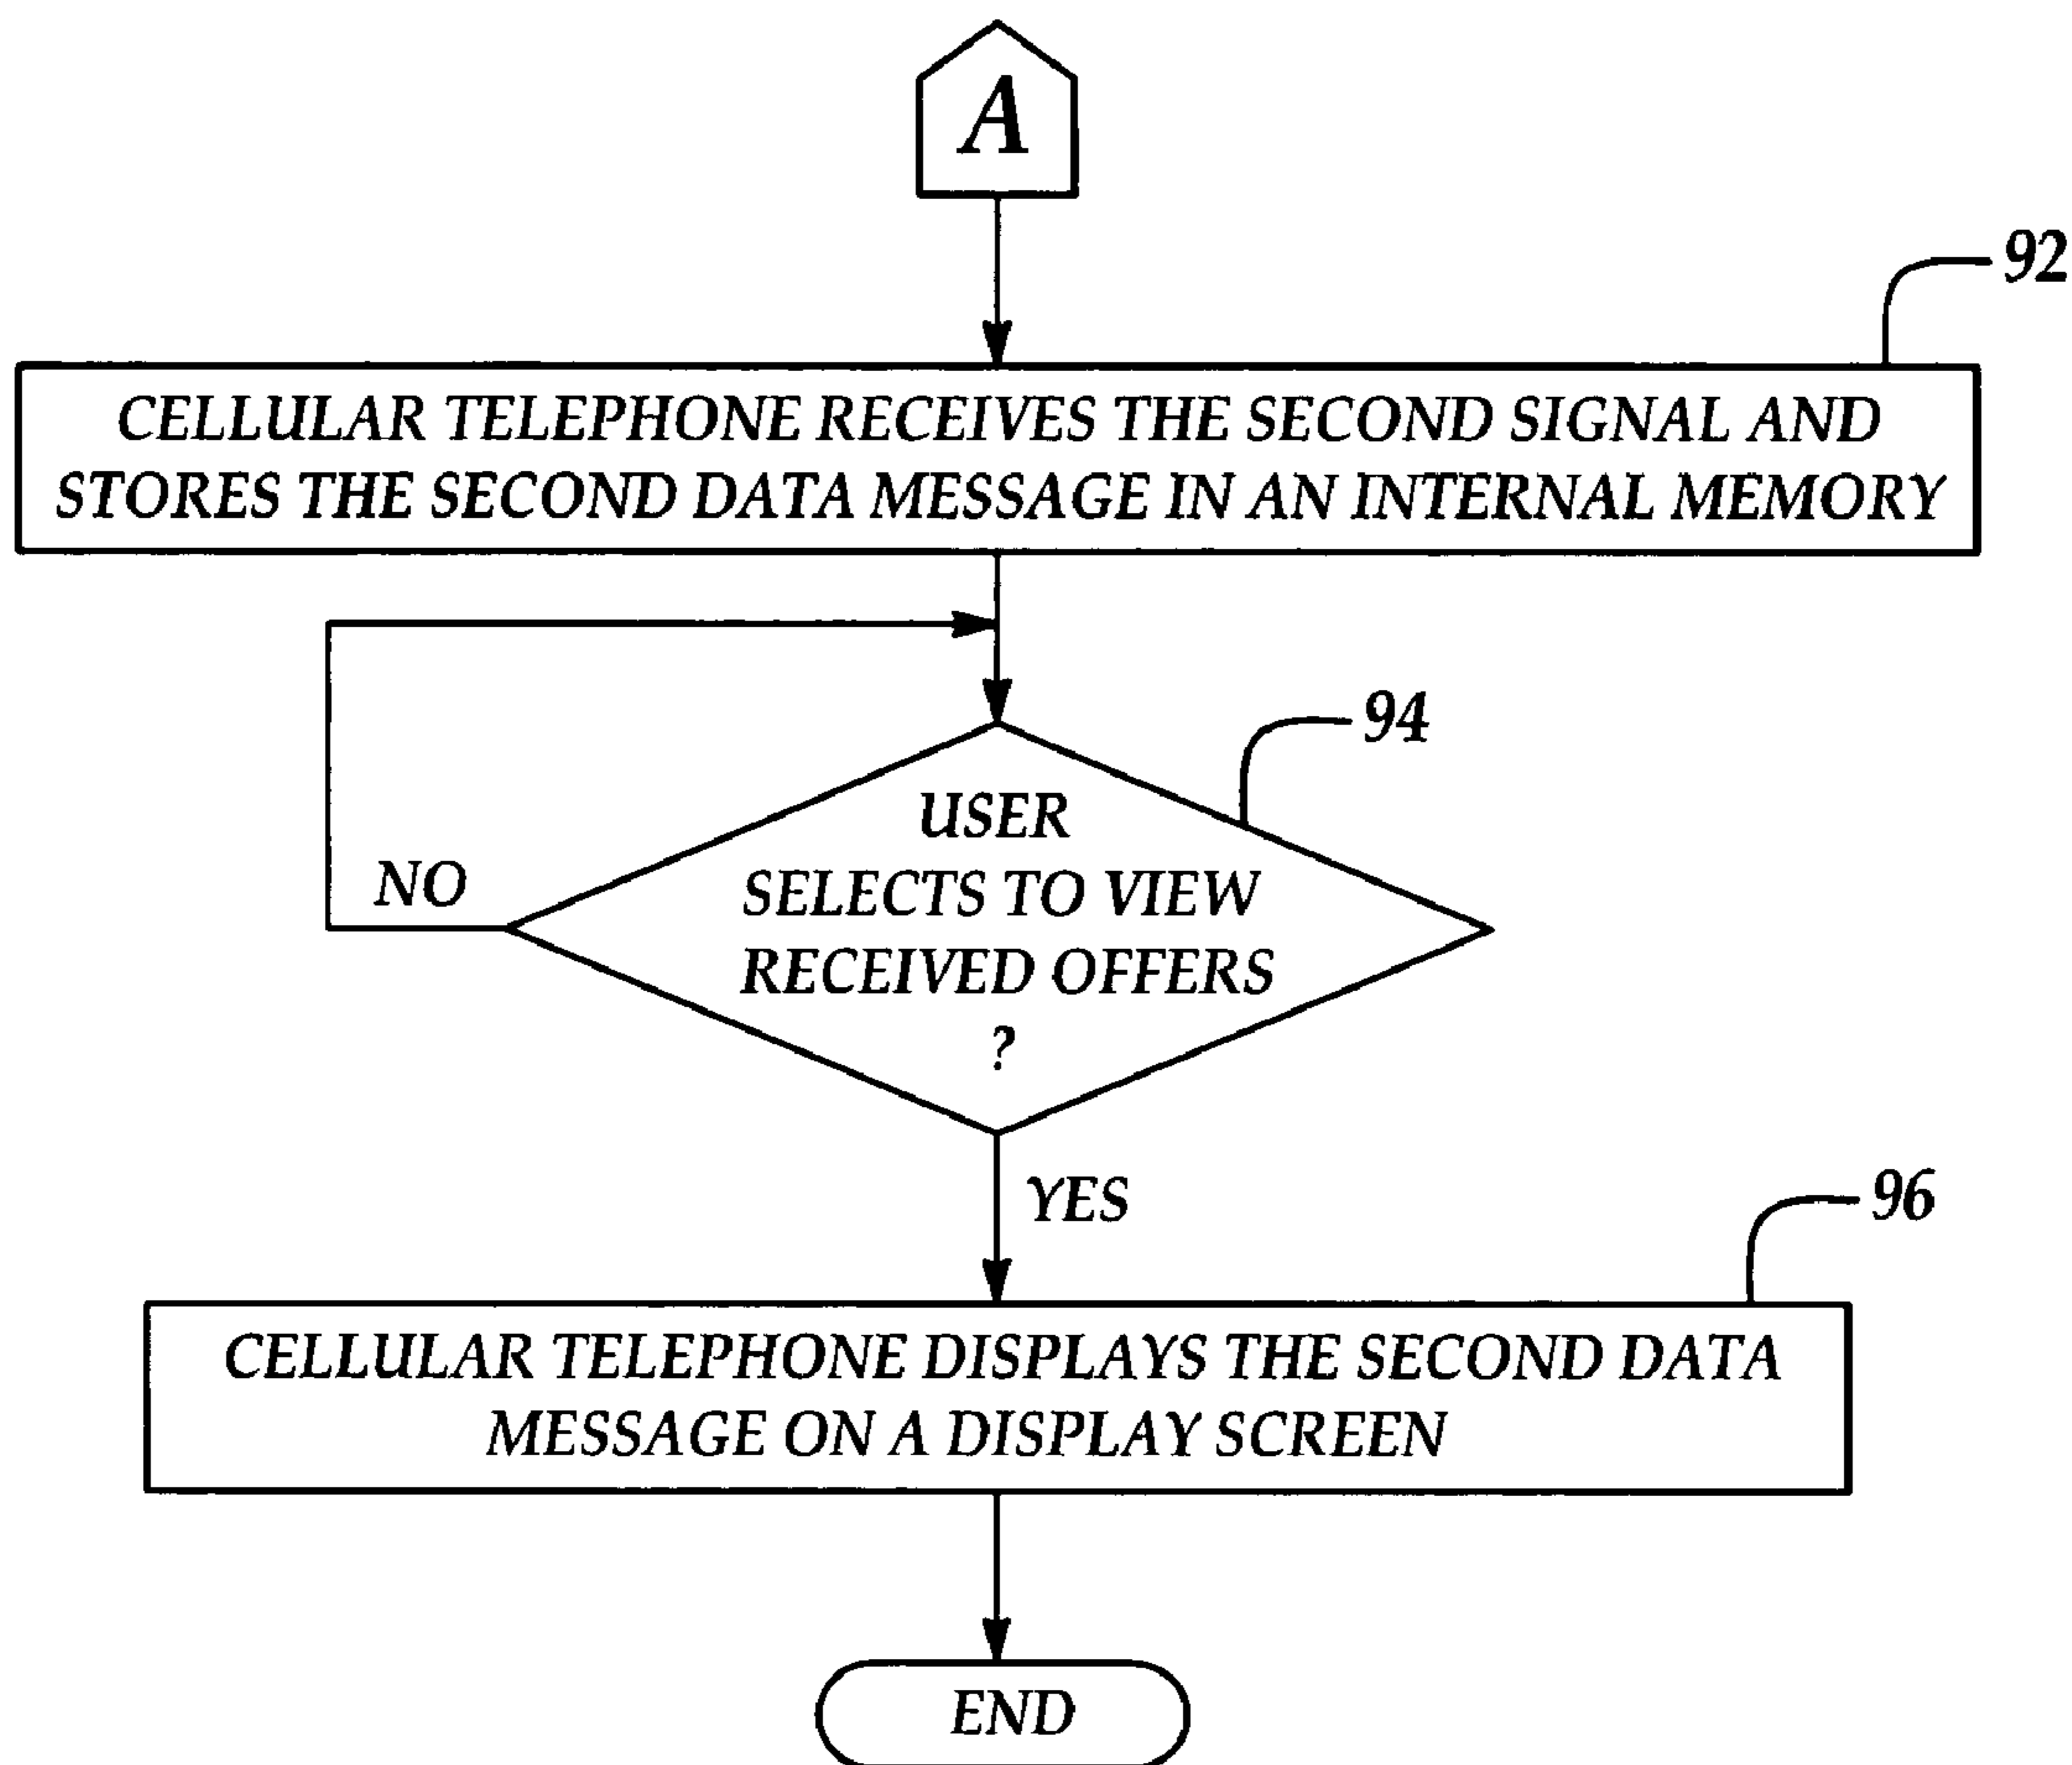 A
92
CELLULAR TELEPHONE RECEIVES THE SECOND SIGNAL AND
STORES THE SECOND DATA MESSAGE IN AN INTERNAL MEMORY
94
USER
SELECTS TO VIEW
RECEIVED OFFERS
?
NO
YES
96
CELLULAR TELEPHONE DISPLAYS THE SECOND DATA
MESSAGE ON A DISPLAY SCREEN
END